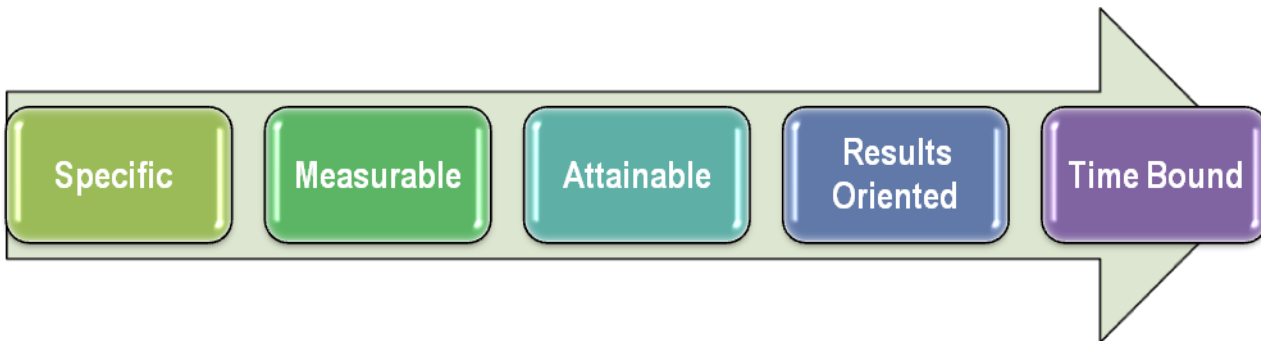 Specific
Measurable
Attainable
Results
Oriented
Time Bound